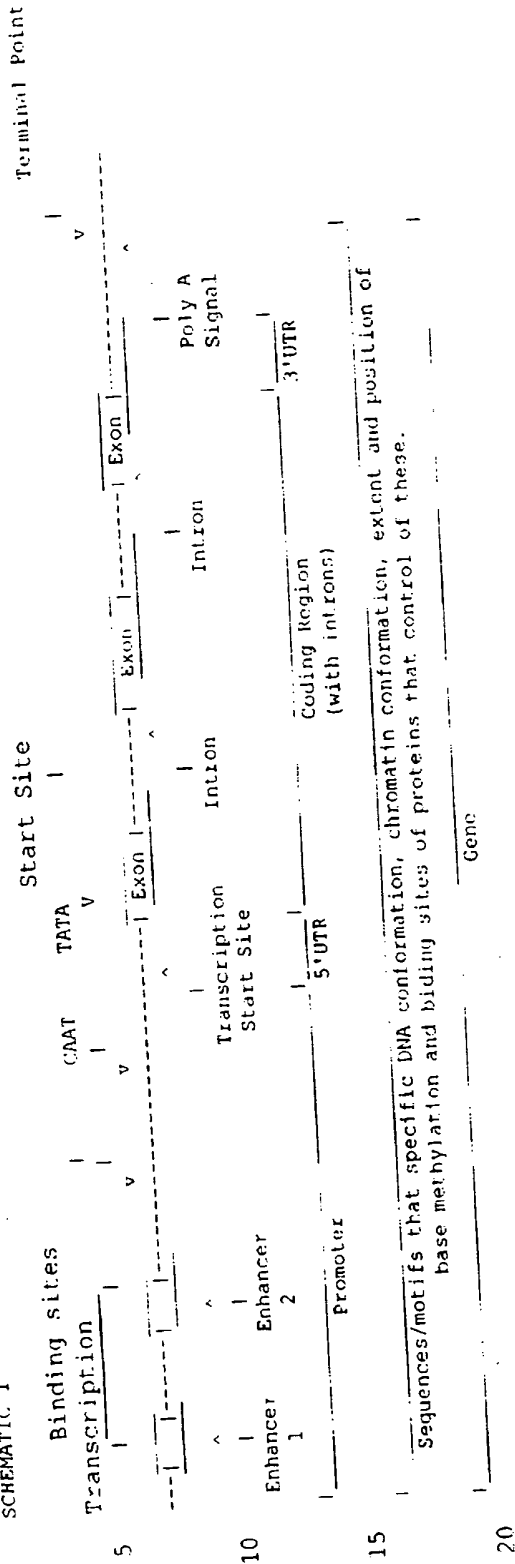 SCHEMATIC I
Terminal Point
Start Site
Binding sites
CAAT TATA
Transcription
5
Exon Exon Exon
Enhancer 1
Enhancer 2
Transcription Start Site
Intron
Intron
Poly A Signal
10
Promoter
5'UTR
Coding Region (with introns)
3'UTR
15
Sequences/motifs that specific DNA conformation, chromatin conformation, extent and position of
base methylation and biding sites of proteins that control of these.
Gene
20